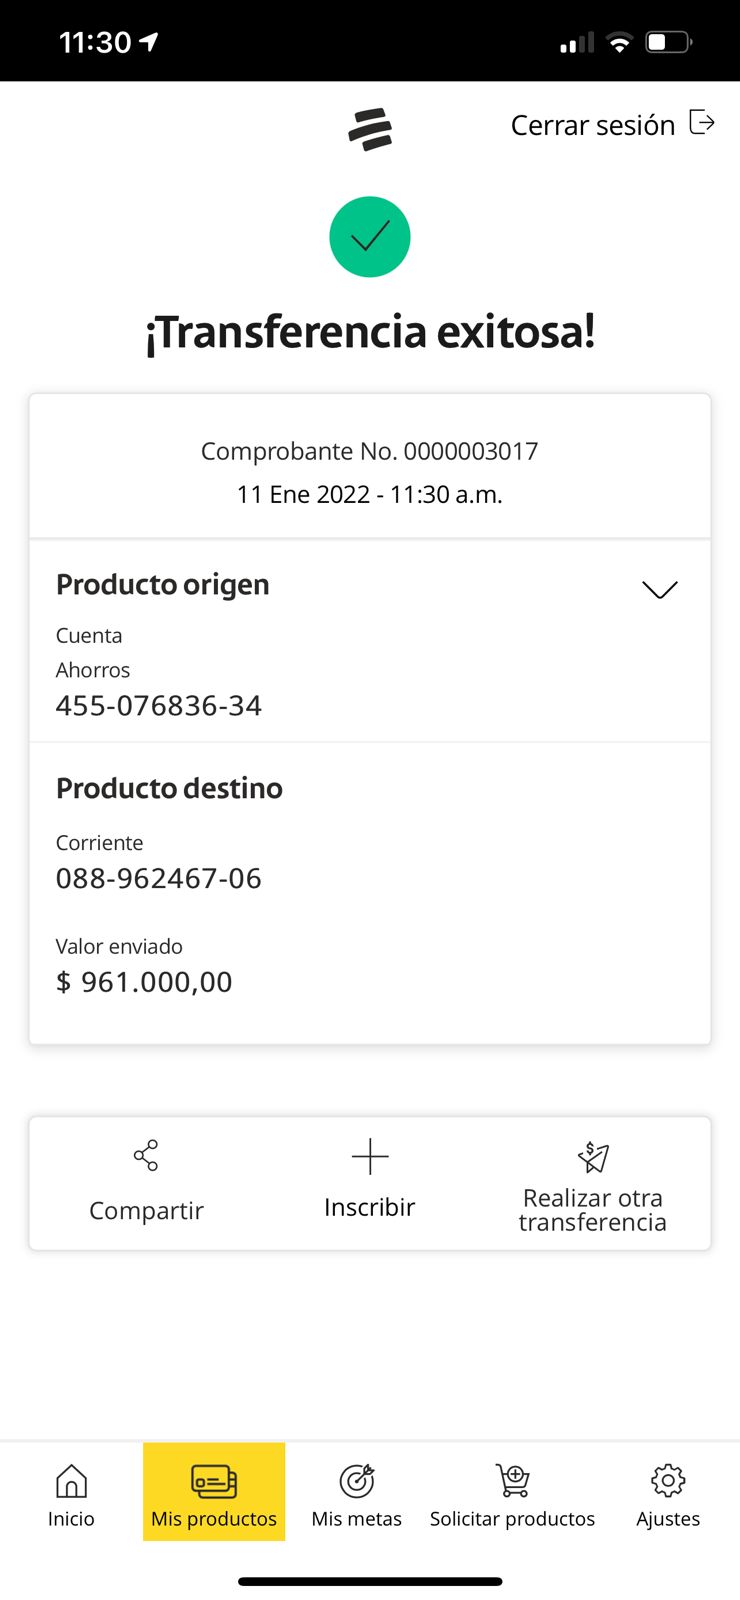 11:30
Cerrar sesión
¡Transferencia exitosa!
Comprobante No. 0000003017
11 Ene 2022 - 11:30 a.m.
Producto origen
Cuenta
Ahorros
455-076836-34
Producto destino
Corriente
088-962467-06
Valor enviado
$ 961.000,00
Compartir
Inscribir
Realizar otra
transferencia
Inicio
Mis productos
Mis metas
Solicitar productos
Ajustes